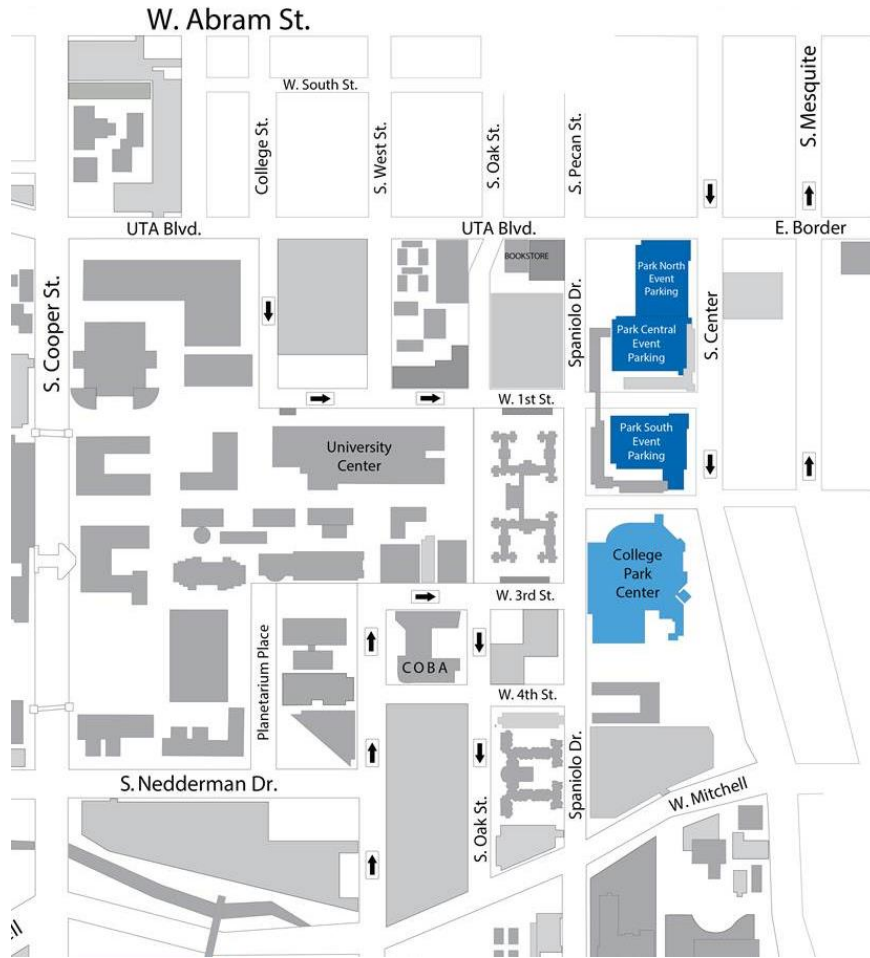 W. Abram St.
W. South St.
College St.
S. West St.
S. Oak St.
S. Pecan St.
S. Mesquite
UTA Blvd.
UTA Blvd.
E. Border
S. Cooper St.
BOOKSTORE
Spaniolo Dr.
Park North
Event
Parking
Park Central
Event
Parking
S. Center
W. 1st St.
University
Center
Park South
Event
Parking
College
Park
Center
W. 3rd St.
Planetarium Place
COBA
W. 4th St.
S. Nedderman Dr.
S. Oak St.
Spaniolo Dr.
W. Mitchell